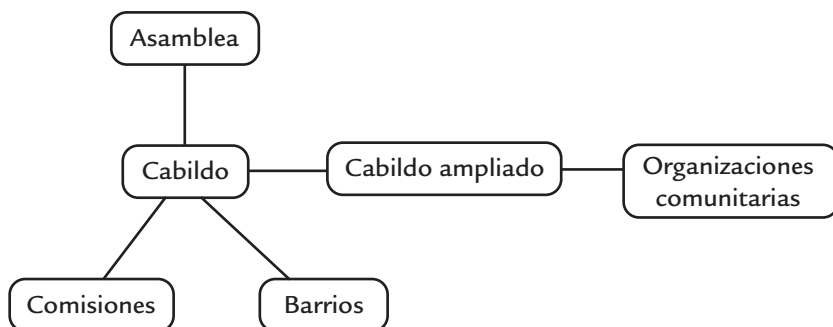 Asamblea
Cabildo
Cabildo ampliado
Organizaciones
comunitarias
Comisiones
Barrios